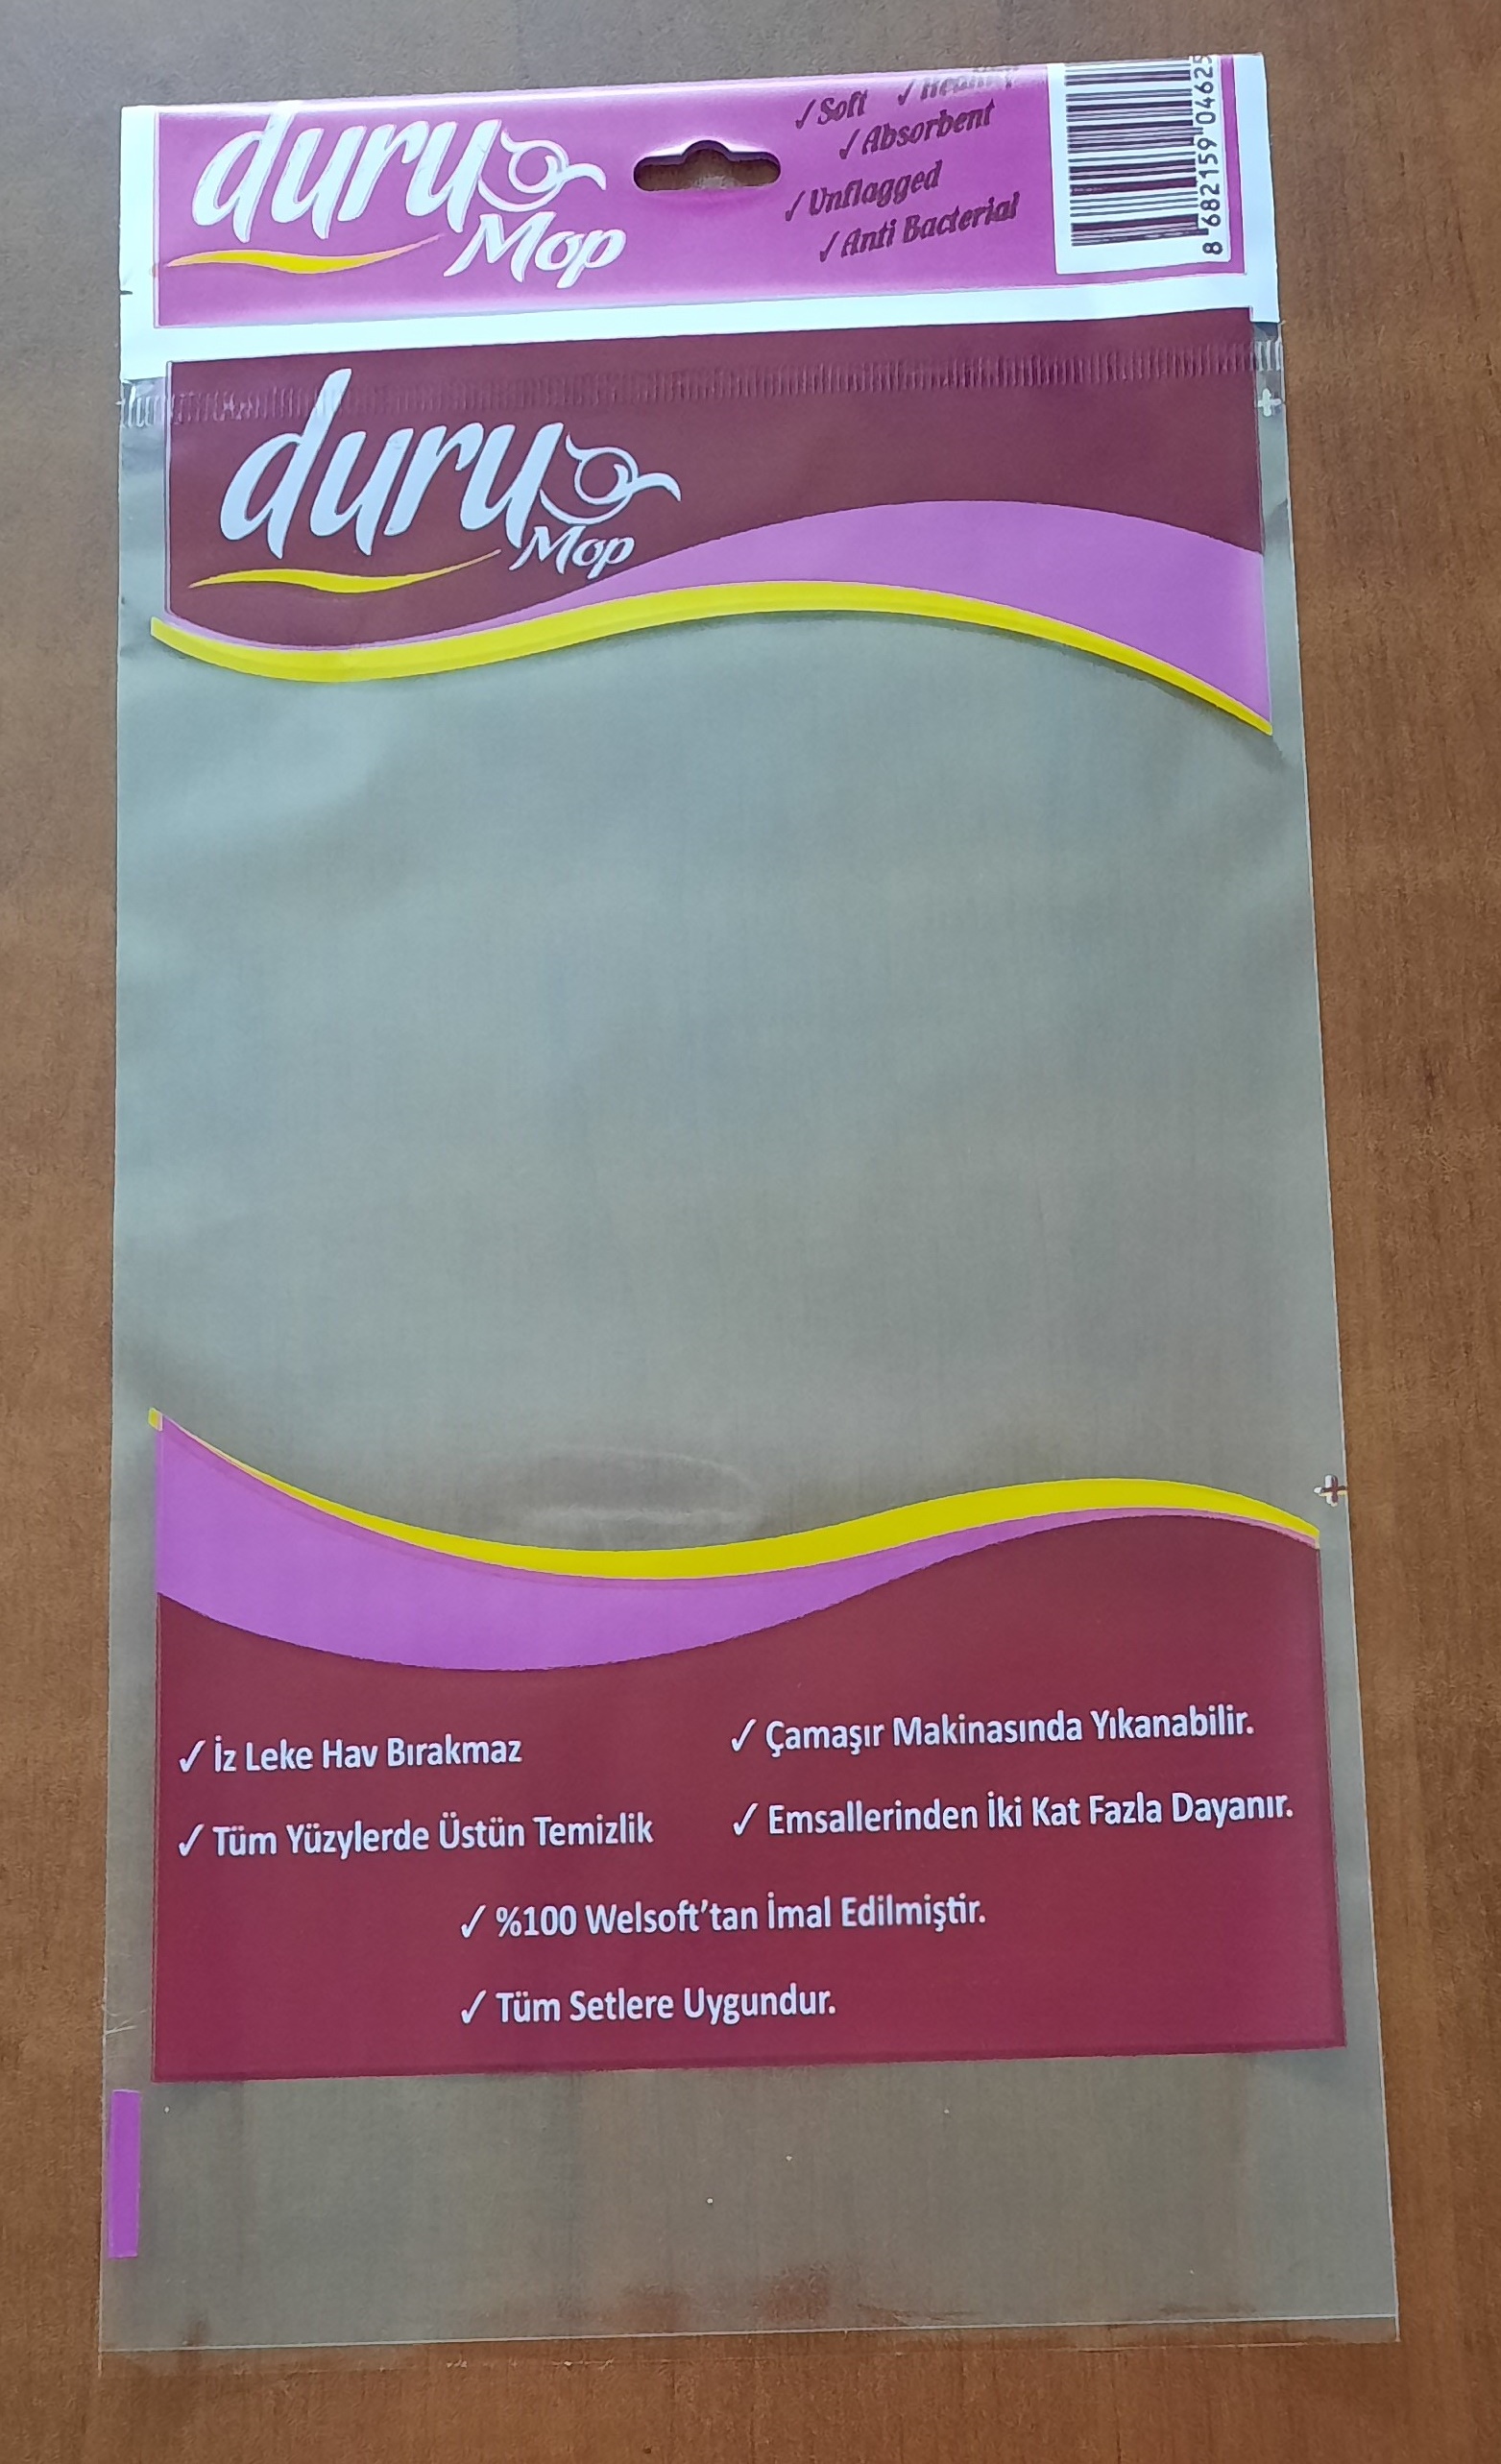 duru
Mop
✓ Soft
✓ Absorbent
✓ Unflagged
✓ Anti Bacterial
8 682159 04625
duru
Mop
✓ İz Leke Hav Bırakmaz
✓ Çamaşır Makinasında Yıkanabilir.
✓ Tüm Yüzylerde Üstün Temizlik
✓ Emsallerinden İki Kat Fazla Dayanır.
✓ %100 Welsoft'tan İmal Edilmiştir.
✓ Tüm Setlere Uygundur.